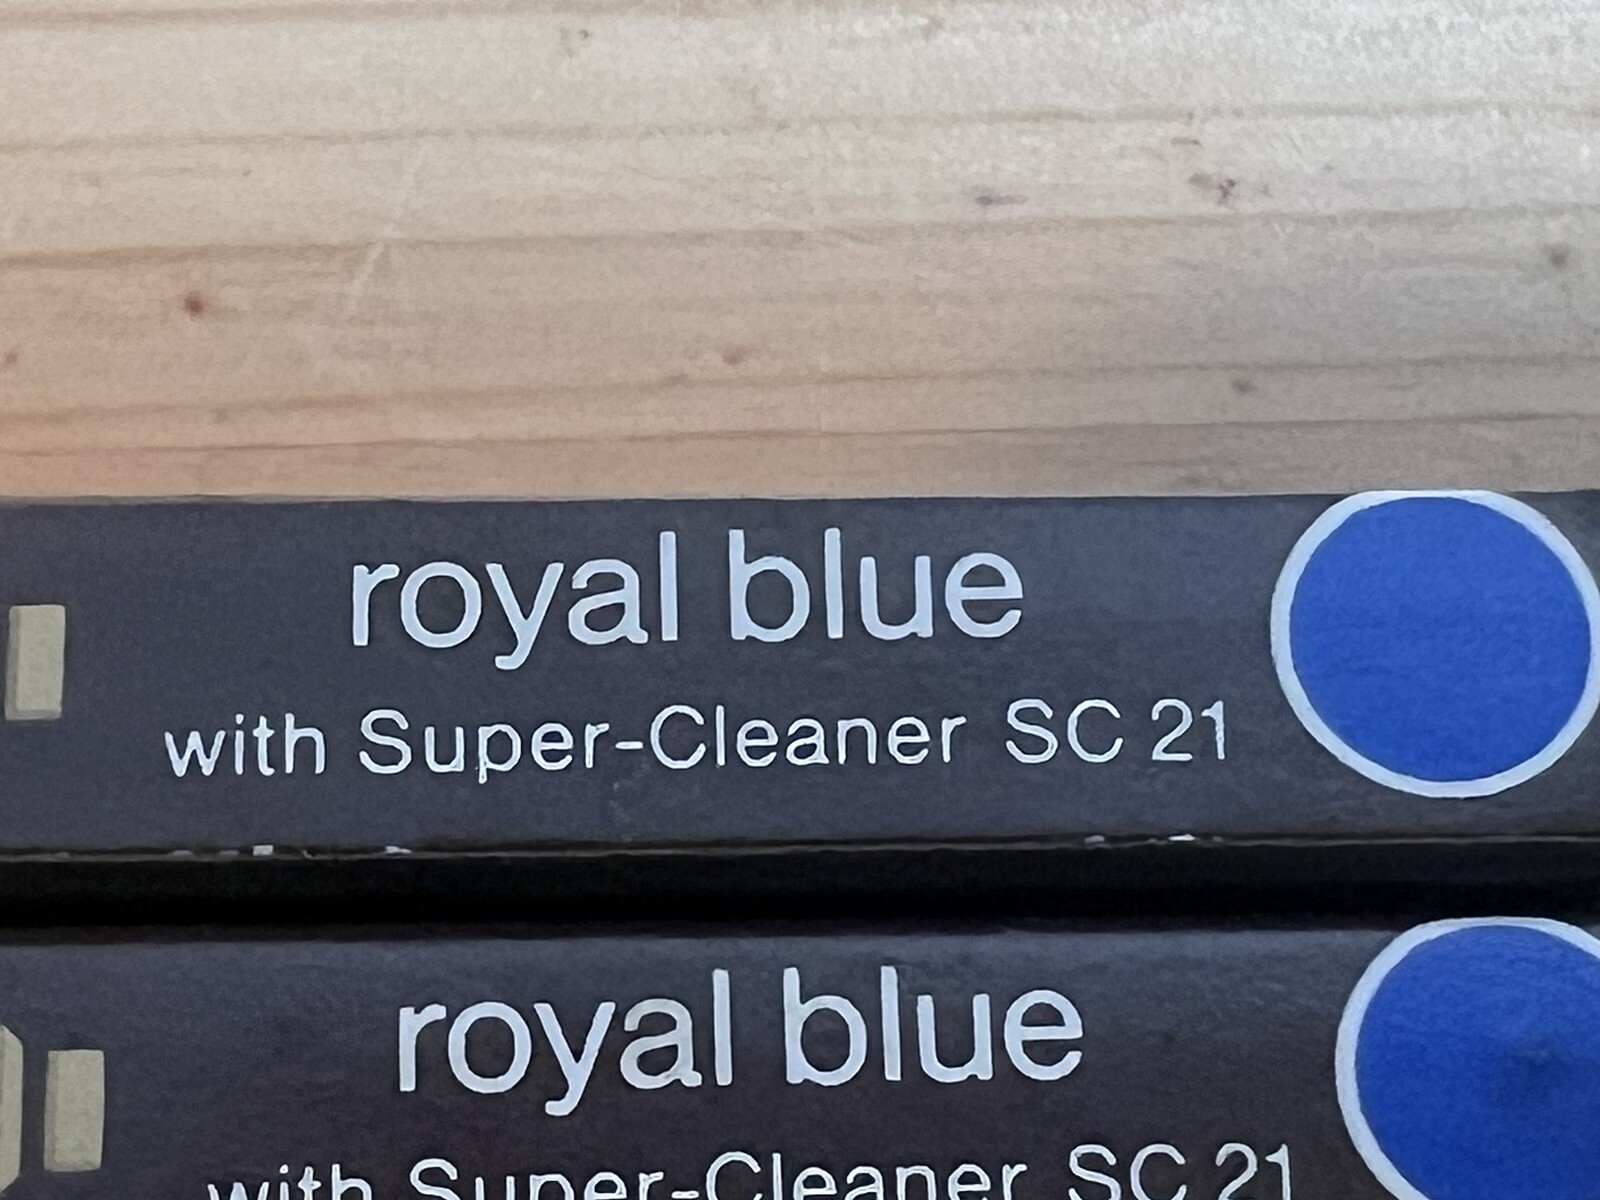 royal blue
with Super-Cleaner SC 21
royal blue
with Super-Cleaner SC 21